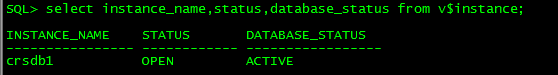 SQL> select instance_name,status,database_status from v$instance;
INSTANCE_NAME    STATUS       DATABASE_STATUS
---------------- ------------ -----------------
crsdb1           OPEN         ACTIVE